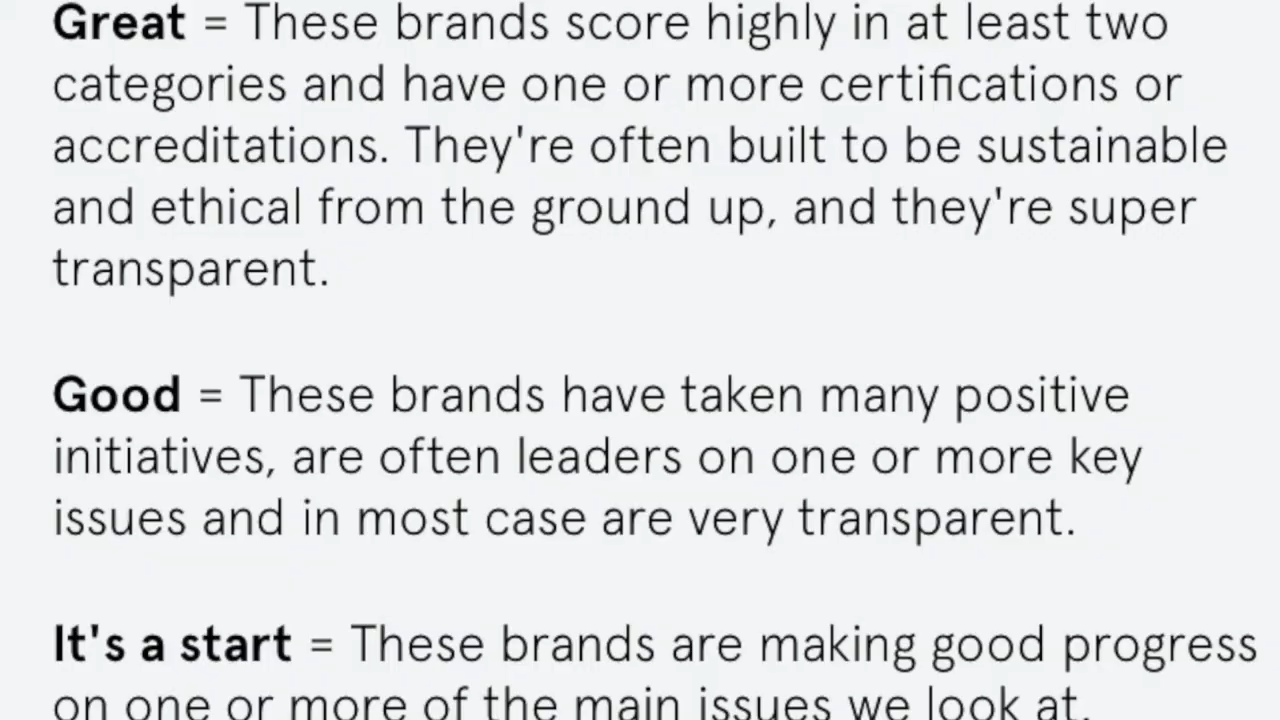 Great = These brands score highly in at least two
categories and have one or more certifications or
accreditations. They're often built to be sustainable
and ethical from the ground up, and they're super
transparent.
Good = These brands have taken many positive
initiatives, are often leaders on one or more key
issues and in most case are very transparent.
It's a start = These brands are making good progress
on one or more of the main issues we look at.